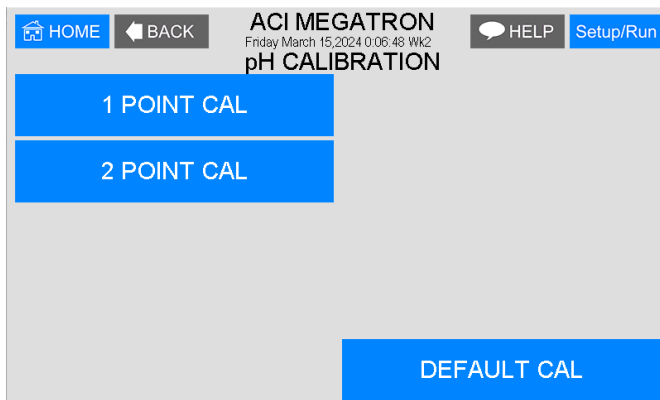 HOME
BACK
ACI MEGATRON
Friday March 15,2024 0:06:48 Wk2
pH CALIBRATION
HELP
Setup/Run
1 POINT CAL
2 POINT CAL
DEFAULT CAL